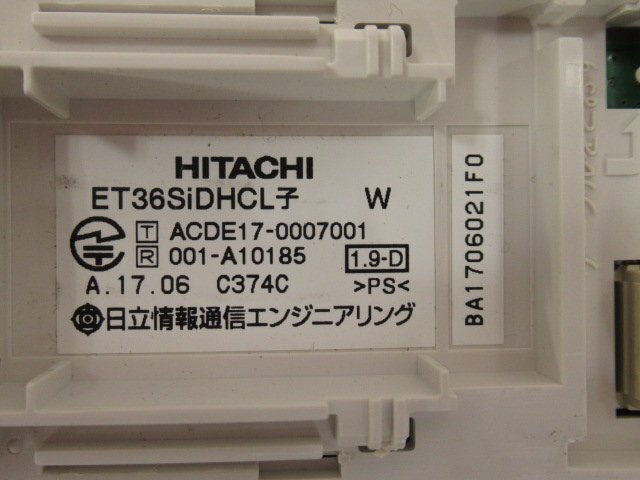 HITACHI
ET36SiDHCL子 W
T ACDE17-0007001
R 001-A10185 1.9-D
A.17.06 C374C >PS<
日立情報通信エンジニアリング
BA1706021F0